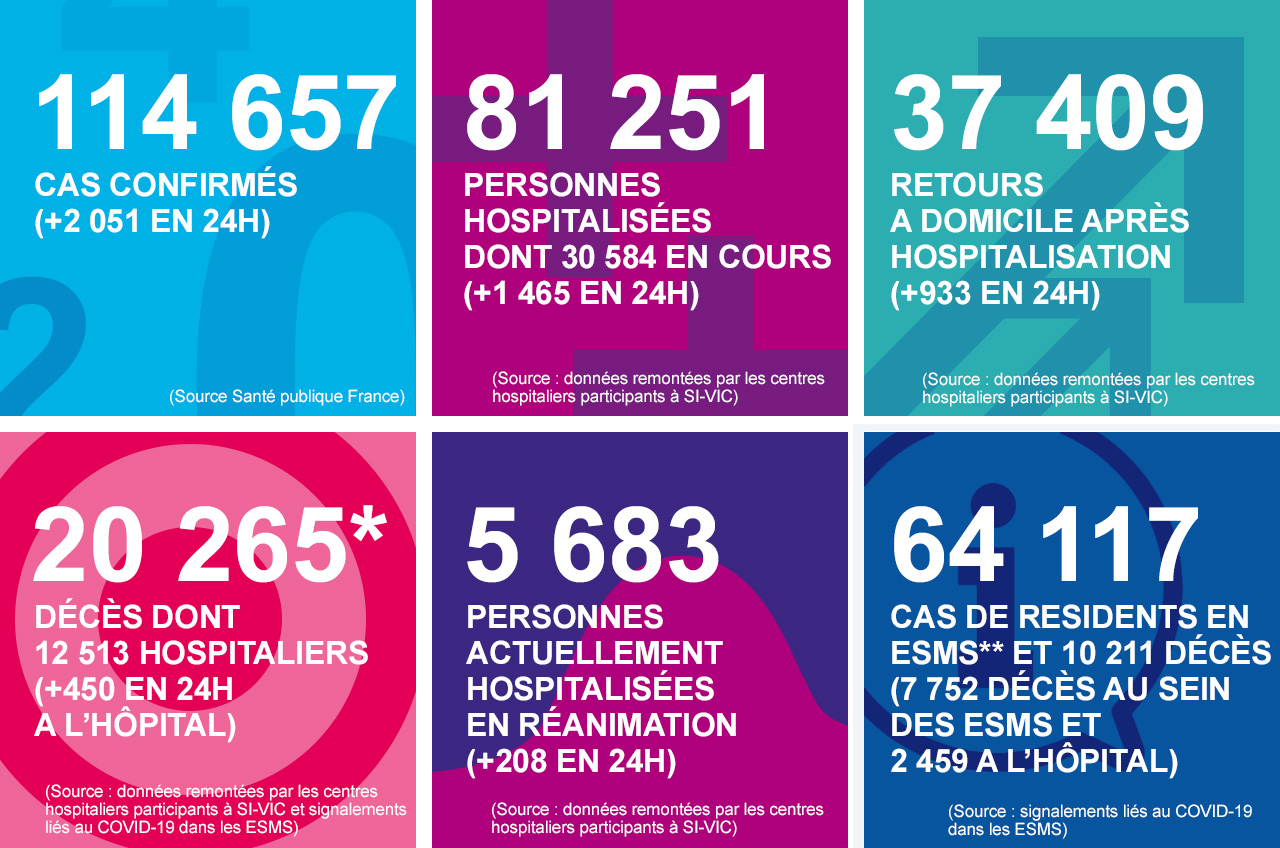 114 657
CAS CONFIRMÉS
(+2 051 EN 24H)
(Source Santé publique France)
81 251
PERSONNES
HOSPITALISÉES
DONT 30 584 EN COURS
(+1 465 EN 24H)
(Source : données remontées par les centres
hospitaliers participants à SI-VIC)
37 409
RETOURS
A DOMICILE APRÈS
HOSPITALISATION
(+933 EN 24H)
(Source : données remontées par les centres
hospitaliers participants à SI-VIC)
20 265*
DÉCÈS DONT
12 513 HOSPITALIERS
(+450 EN 24H
A L’HÔPITAL)
(Source : données remontées par les centres
hospitaliers participants à SI-VIC et signalements
liés au COVID-19 dans les ESMS)
5 683
PERSONNES
ACTUELLEMENT
HOSPITALISÉES
EN RÉANIMATION
(+208 EN 24H)
(Source : données remontées par les centres
hospitaliers participants à SI-VIC)
64 117
CAS DE RESIDENTS EN
ESMS** ET 10 211 DÉCÈS
(7 752 DÉCÈS AU SEIN
DES ESMS ET
2 459 A L’HÔPITAL)
(Source : signalements liés au COVID-19
dans les ESMS)